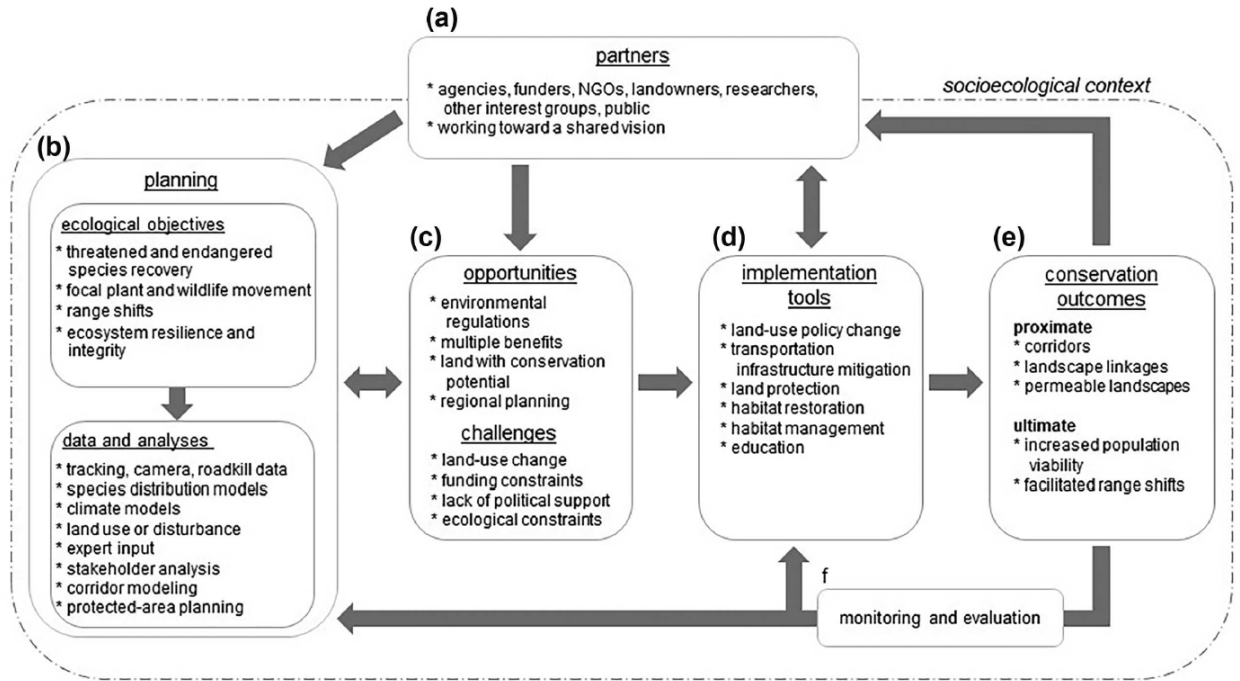 (a)
partners
* agencies, funders, NGOs, landowners, researchers,
other interest groups, public
* working toward a shared vision
socioecological context
(b)
planning
ecological objectives
* threatened and endangered
species recovery
* focal plant and wildlife movement
* range shifts
* ecosystem resilience and
integrity
data and analyses
* tracking, camera, roadkill data
* species distribution models
* climate models
* land use or disturbance
* expert input
* stakeholder analysis
* corridor modeling
* protected-area planning
(c)
opportunities
* environmental
regulations
* multiple benefits
* land with conservation
potential
* regional planning
challenges
* land-use change
* funding constraints
* lack of political support
* ecological constraints
(d)
implementation
tools
* land-use policy change
* transportation
infrastructure mitigation
* land protection
* habitat restoration
* habitat management
* education
(e)
conservation
outcomes
proximate
* corridors
* landscape linkages
* permeable landscapes
ultimate
* increased population
viability
* facilitated range shifts
f
monitoring and evaluation